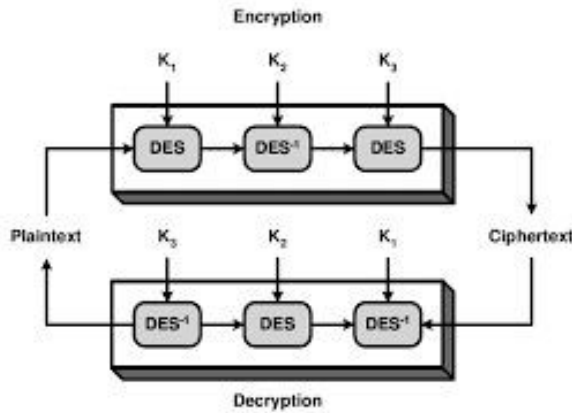 Encryption
K₁ K₂ K₃
DES DES⁻¹ DES
Plaintext Ciphertext
K₃ K₂ K₁
DES⁻¹ DES DES⁻¹
Decryption